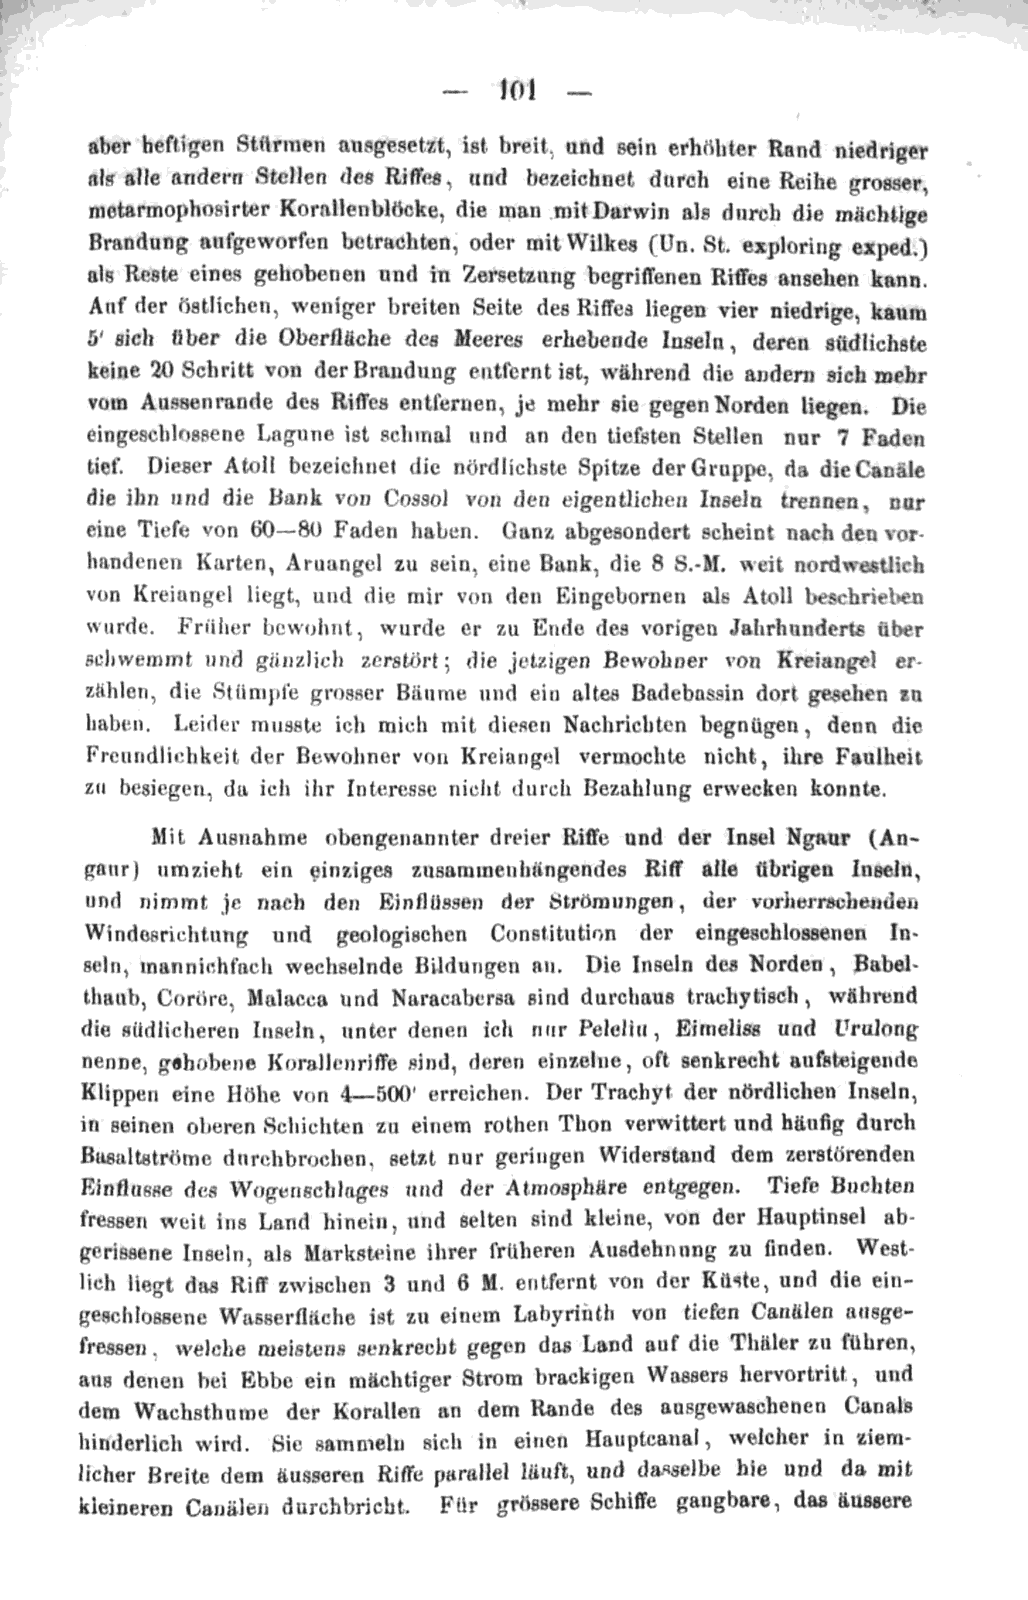 — 101 —
aber heftigen Stürmen ausgesetzt, ist breit, und sein erhöhter Rand niedriger
als alle andern Stellen des Riffes, und bezeichnet durch eine Reihe grosser,
metarmophosirter Korallenblöcke, die man mit Darwin als durch die mächtige
Brandung aufgeworfen betrachten, oder mit Wilkes (Un. St. exploring exped.)
als Reste eines gehobenen und in Zersetzung begriffenen Riffes ansehen kann.
Auf der östlichen, weniger breiten Seite des Riffes liegen vier niedrige, kaum
5' sich über die Oberfläche des Meeres erhebende Inseln, deren südlichste
keine 20 Schritt von der Brandung entfernt ist, während die andern sich mehr
vom Aussenrande des Riffes entfernen, je mehr sie gegen Norden liegen. Die
eingeschlossene Lagune ist schmal und an den tiefsten Stellen nur 7 Faden
tief. Dieser Atoll bezeichnet die nördlichste Spitze der Gruppe, da die Canäle
die ihn und die Bank von Cossol von den eigentlichen Inseln trennen, nur
eine Tiefe von 60—80 Faden haben. Ganz abgesondert scheint nach den vor-
handenen Karten, Aruangel zu sein, eine Bank, die 8 S.-M. weit nordwestlich
von Kreiangel liegt, und die mir von den Eingebornen als Atoll beschrieben
wurde. Früher bewohnt, wurde er zu Ende des vorigen Jahrhunderts über
schwemmt und gänzlich zerstört; die jetzigen Bewohner von Kreiangel er-
zählen, die Stümpfe grosser Bäume und ein altes Badebassin dort gesehen zu
haben. Leider musste ich mich mit diesen Nachrichten begnügen, denn die
Freundlichkeit der Bewohner von Kreiangel vermochte nicht, ihre Faulheit
zu besiegen, da ich ihr Interesse nicht durch Bezahlung erwecken konnte.
Mit Ausnahme obengenannter dreier Riffe und der Insel Ngaur (An-
gaur) umzieht ein einziges zusammenhängendes Riff alle übrigen Inseln,
und nimmt je nach den Einflüssen der Strömungen, der vorherrschenden
Windesrichtung und geologischen Constitution der eingeschlossenen In-
seln, mannichfach wechselnde Bildungen an. Die Inseln des Norden, Babel-
thaub, Coröre, Malacca und Naracabersa sind durchaus trachytisch, während
die südlicheren Inseln, unter denen ich nur Peleliu, Eimeliss und Urulong
nenne, gehobene Korallenriffe sind, deren einzelne, oft senkrecht aufsteigende
Klippen eine Höhe von 4—500' erreichen. Der Trachyt der nördlichen Inseln,
in seinen oberen Schichten zu einem rothen Thon verwittert und häufig durch
Basaltströme durchbrochen, setzt nur geringen Widerstand dem zerstörenden
Einflusse des Wogenschlages und der Atmosphäre entgegen. Tiefe Buchten
fressen weit ins Land hinein, und selten sind kleine, von der Hauptinsel ab-
gerissene Inseln, als Marksteine ihrer früheren Ausdehnung zu finden. West-
lich liegt das Riff zwischen 3 und 6 M. entfernt von der Küste, und die ein-
geschlossene Wasserfläche ist zu einem Labyrinth von tiefen Canälen ausge-
fressen, welche meistens senkrecht gegen das Land auf die Thäler zu führen,
aus denen bei Ebbe ein mächtiger Strom brackigen Wassers hervortritt, und
dem Wachsthume der Korallen an dem Rande des ausgewaschenen Canals
hinderlich wird. Sie sammeln sich in einen Hauptcanal, welcher in ziem-
licher Breite dem äusseren Riffe parallel läuft, und dasselbe hie und da mit
kleineren Canälen durchbricht. Für grössere Schiffe gangbare, das äussere